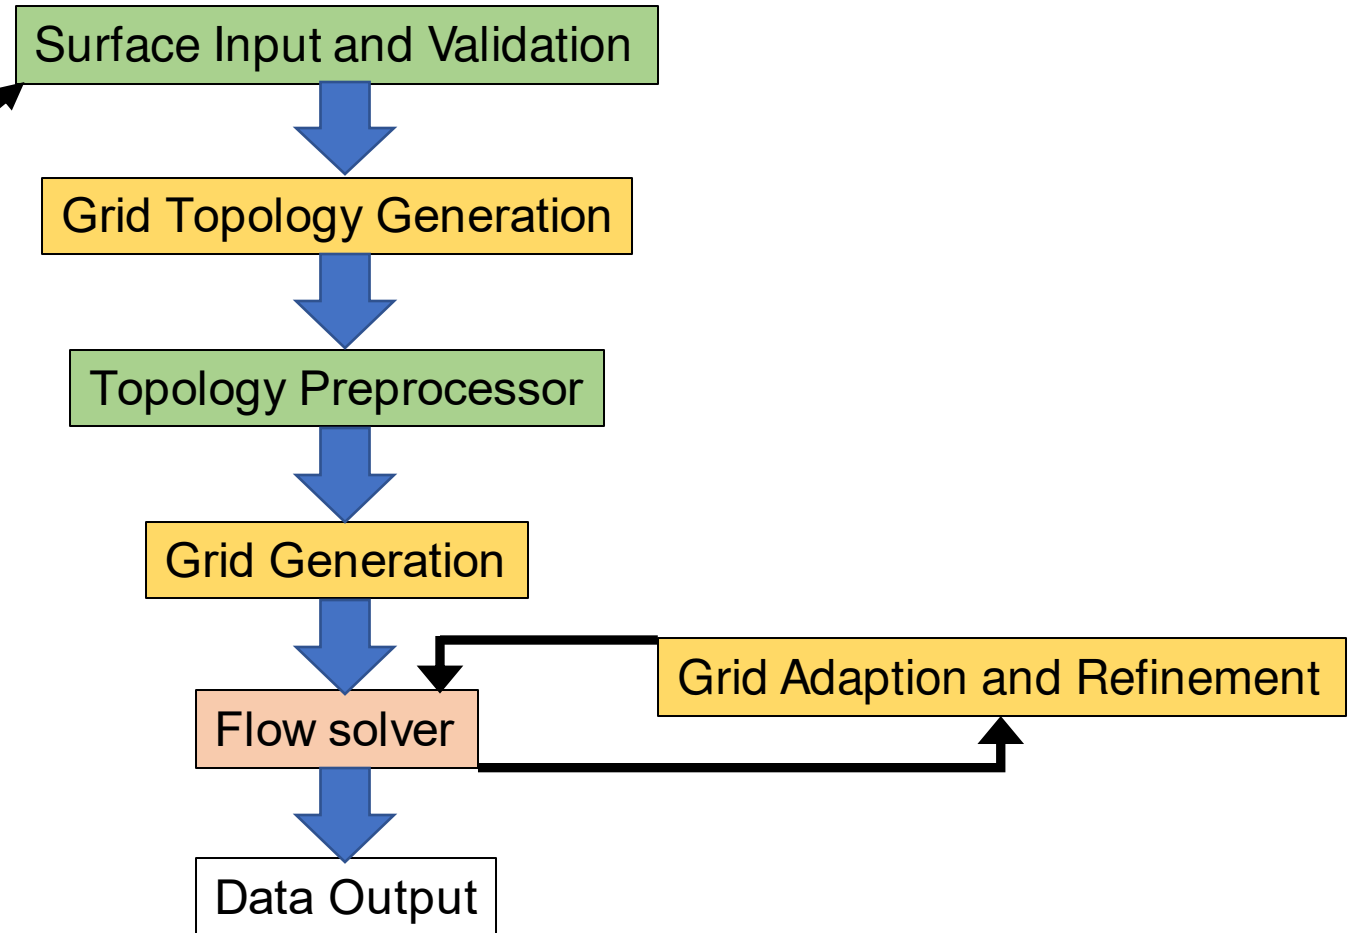 Surface Input and Validation
Grid Topology Generation
Topology Preprocessor
Grid Generation
Grid Adaption and Refinement
Flow solver
Data Output